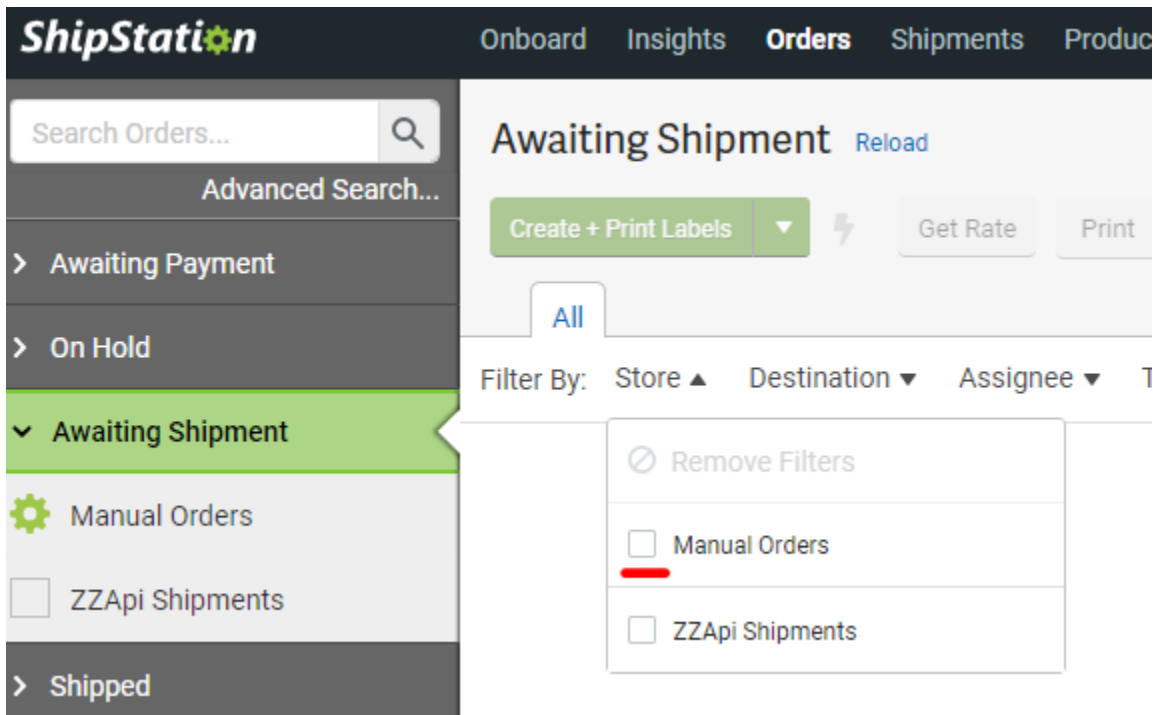 ShipStation
Onboard Insights Orders Shipments Produc
Search Orders...
Advanced Search...
Awaiting Payment
On Hold
Awaiting Shipment
Manual Orders
ZZApi Shipments
Shipped
Awaiting Shipment Reload
Create + Print Labels Get Rate Print
All
Filter By: Store Destination Assignee T
Remove Filters
Manual Orders
ZZApi Shipments